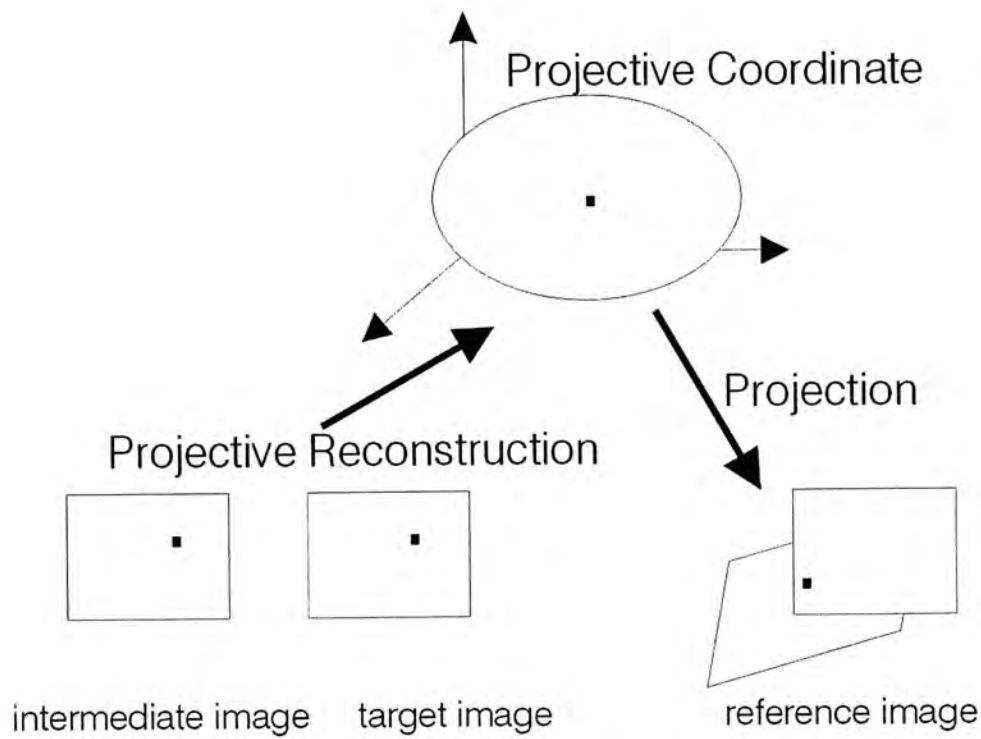 Projective Coordinate
Projection
Projective Reconstruction
intermediate image
target image
reference image